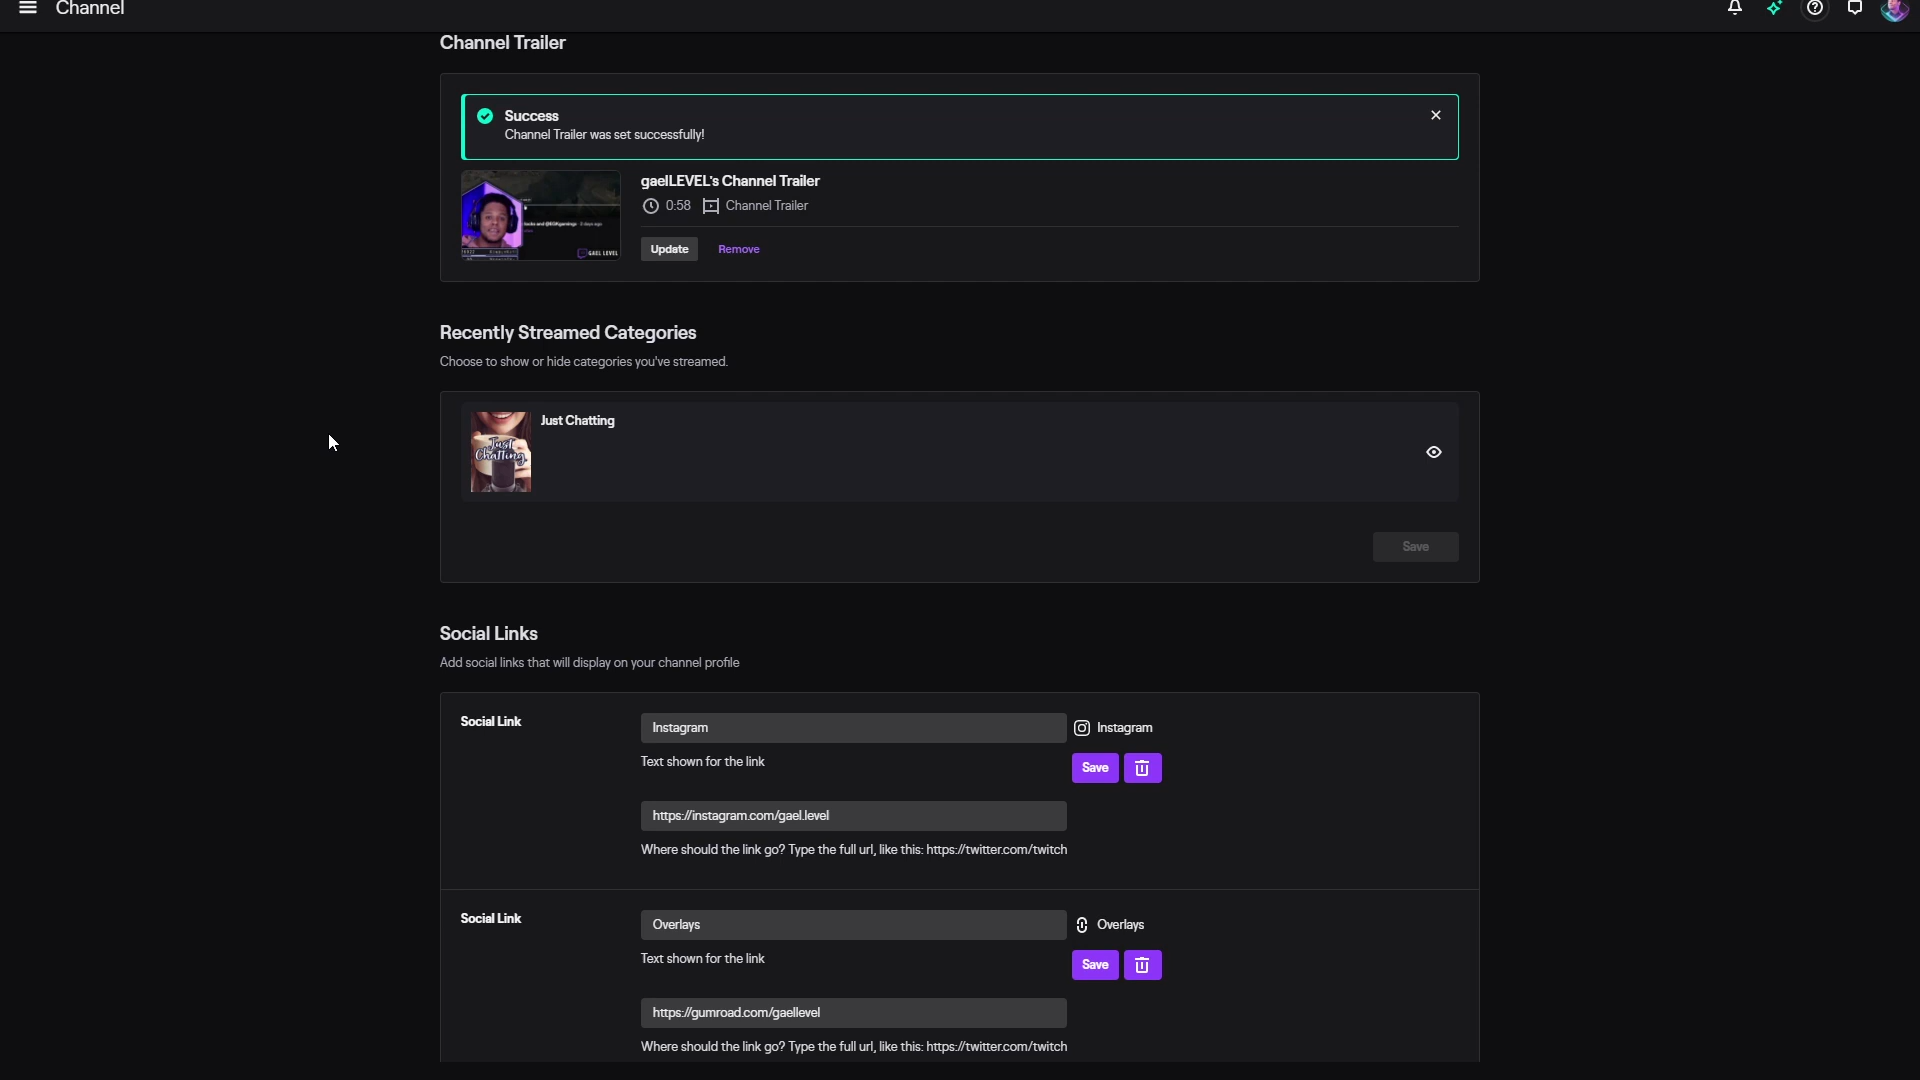 Channel
Channel Trailer
Success
Channel Trailer was set successfully!
gaelLEVEL's Channel Trailer
0:58 Channel Trailer
GAEL LEVEL
Update Remove
Recently Streamed Categories
Choose to show or hide categories you've streamed.
Just Chatting
Just
Chatting
Save
Social Links
Add social links that will display on your channel profile
Social Link
Instagram
Instagram
Text shown for the link
Save
https://instagram.com/gael.level
Where should the link go? Type the full url, like this: https://twitter.com/twitch
Social Link
Overlays
Overlays
Text shown for the link
Save
https://gumroad.com/gaellevel
Where should the link go? Type the full url, like this: https://twitter.com/twitch